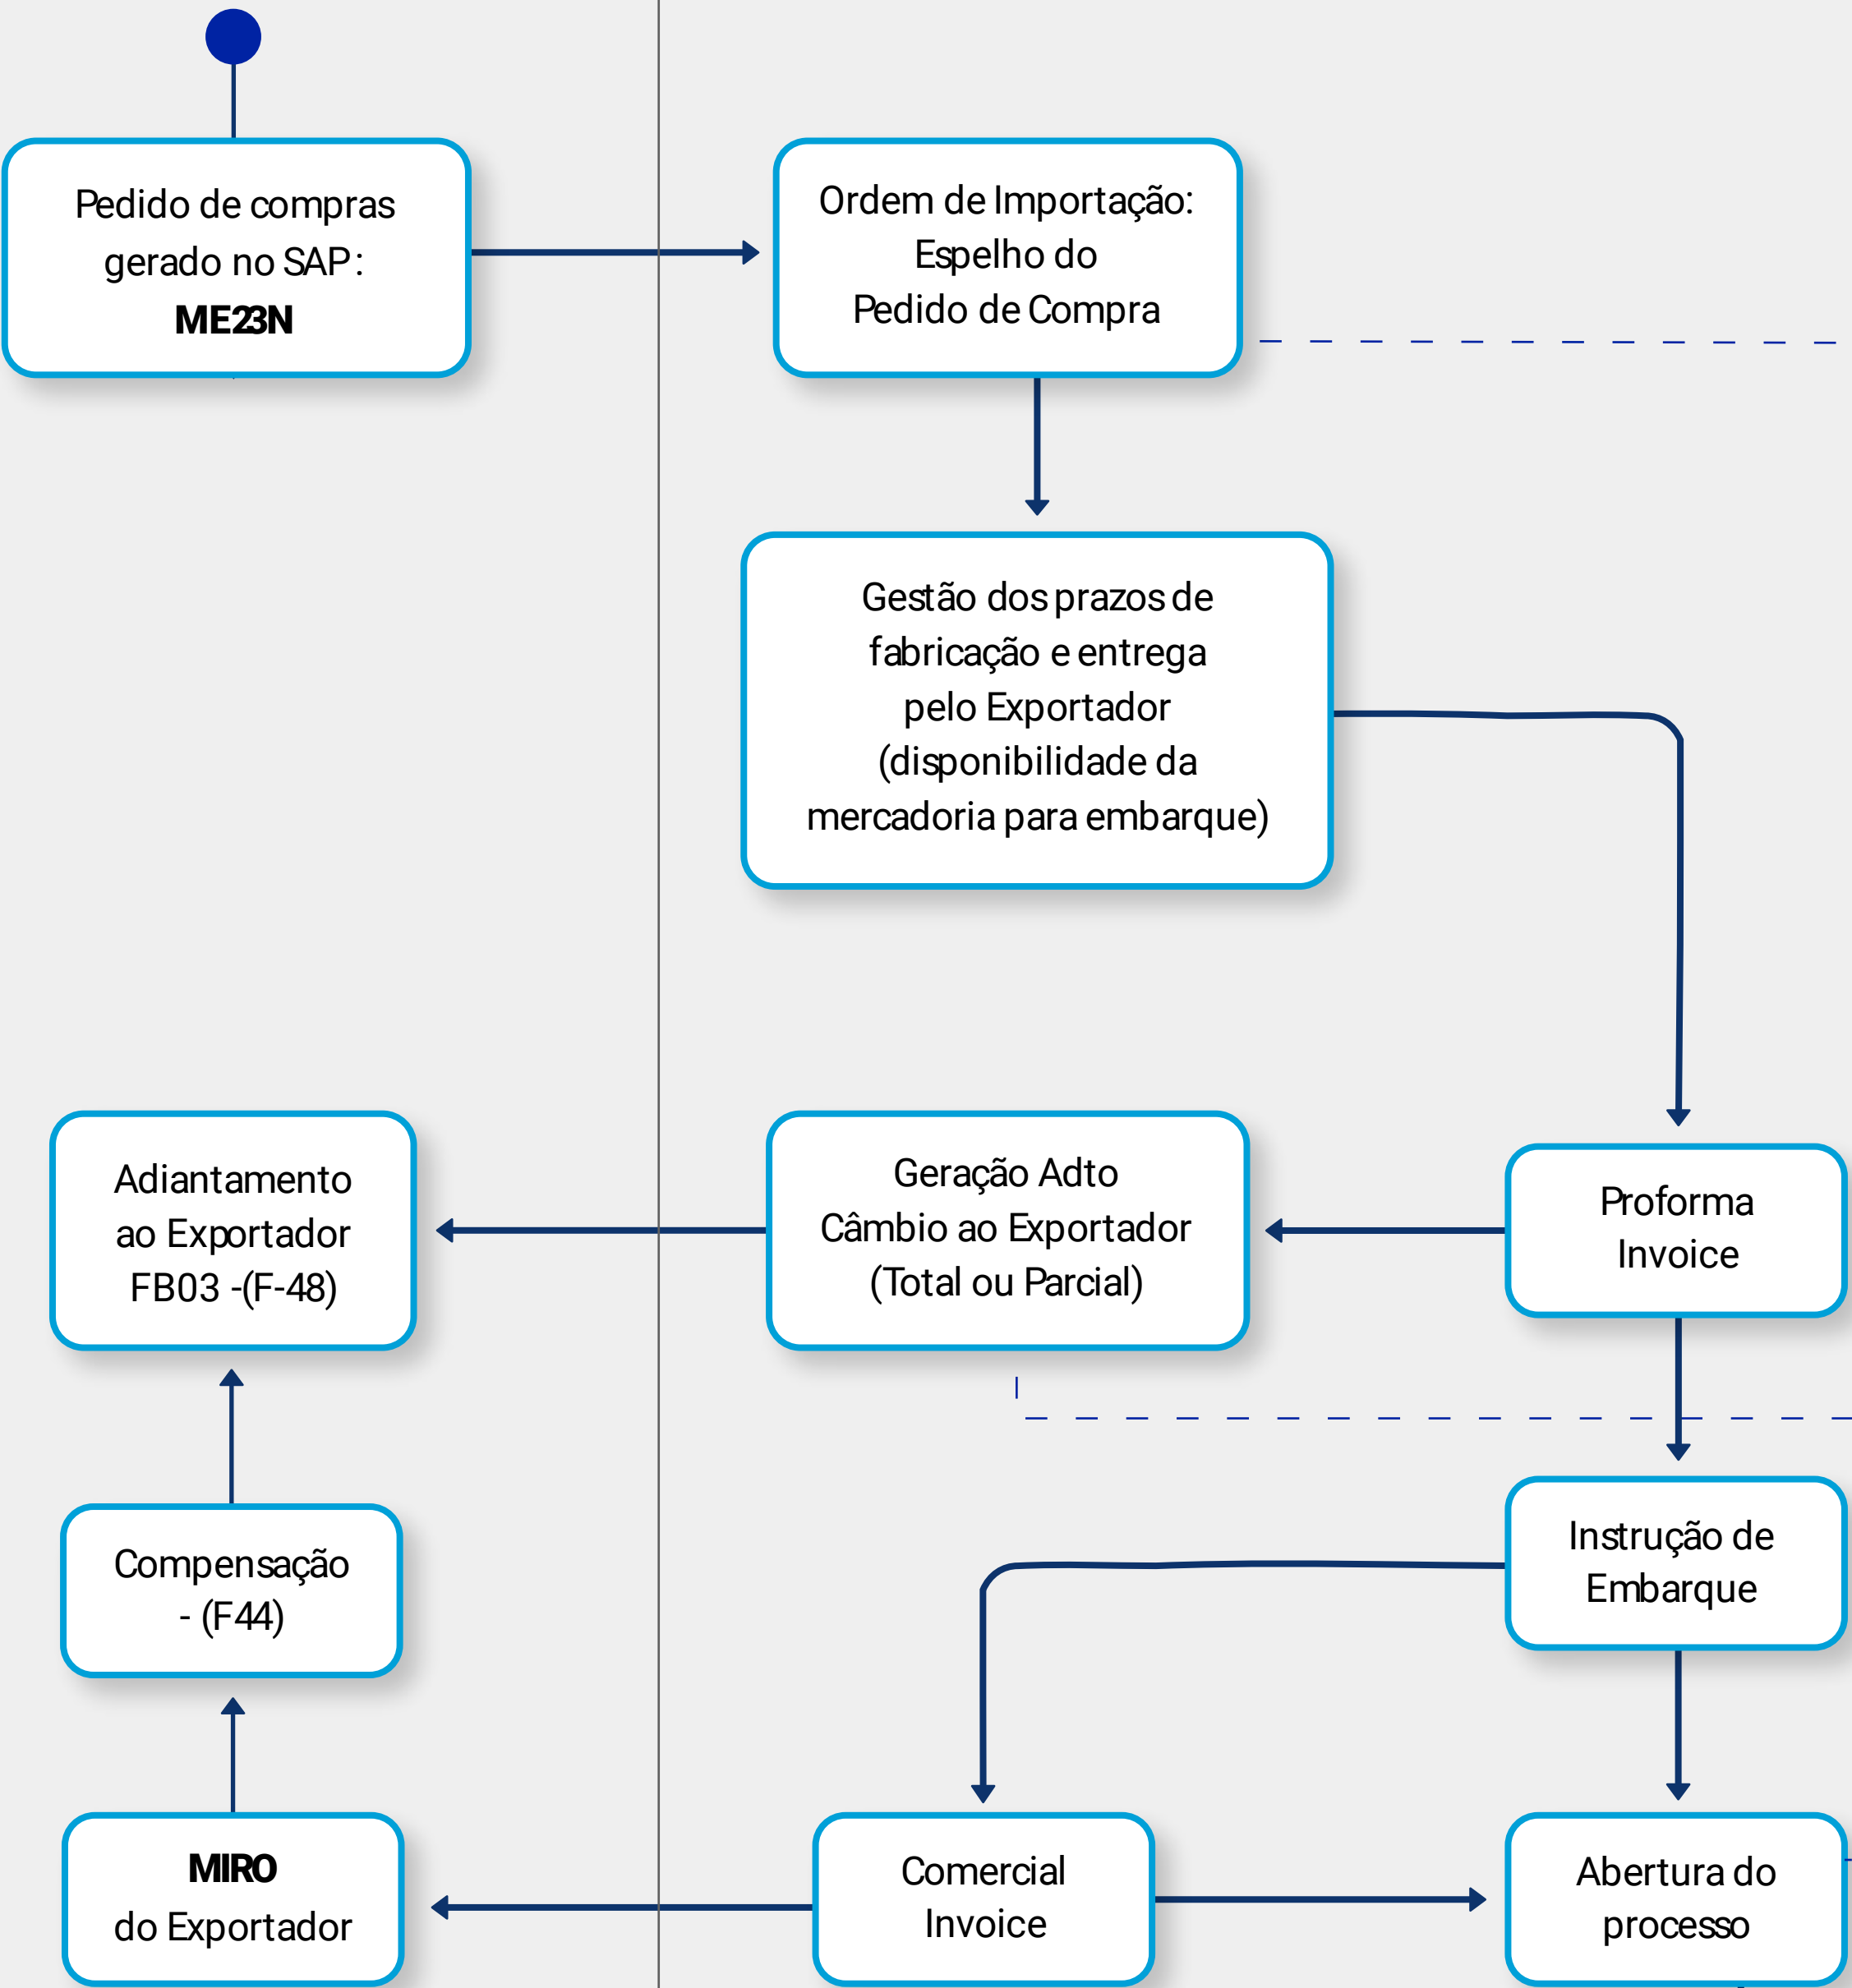 Pedido de compras
gerado no SAP:
ME23N
Ordem de Importação:
Espelho do
Pedido de Compra
Gestão dos prazos de
fabricação e entrega
pelo Exportador
(disponibilidade da
mercadoria para embarque)
Adiantamento
ao Exportador
FB03 -(F-48)
Geração Adto
Câmbio ao Exportador
(Total ou Parcial)
Proforma
Invoice
Compensação
- (F44)
Instrução de
Embarque
MIRO
do Exportador
Comercial
Invoice
Abertura do
processo